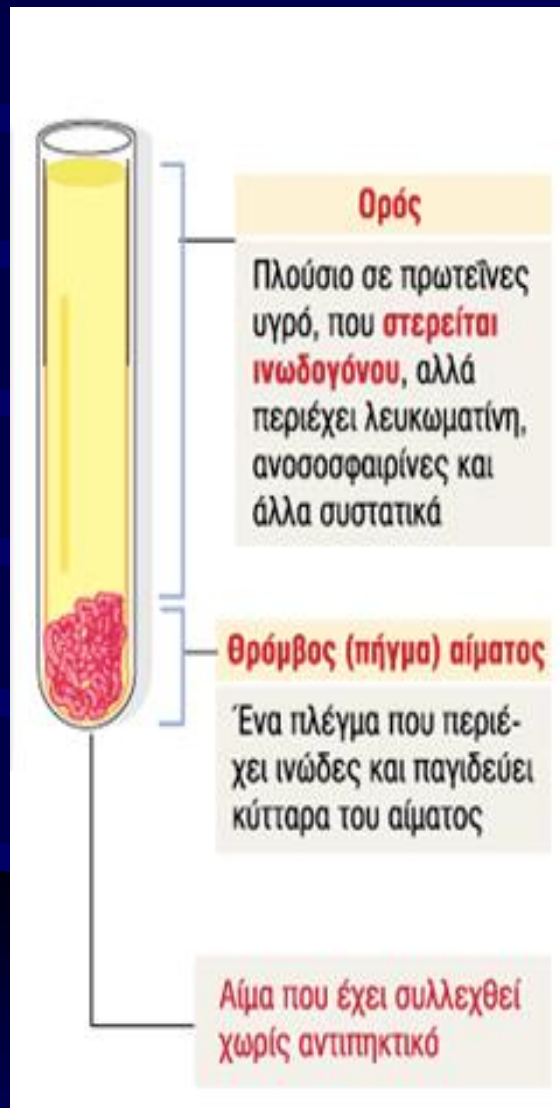 Ορός
Πλούσιο σε πρωτεΐνες
υγρό, που στερείται
ινωδογόνου, αλλά
περιέχει λευκωματίνη,
ανοσοσφαιρίνες και
άλλα συστατικά
Θρόμβος (πήγμα) αίματος
Ένα πλέγμα που περιέ-
χει ινώδες και παγιδεύει
κύτταρα του αίματος
Αίμα που έχει συλλεχθεί
χωρίς αντιπηκτικό